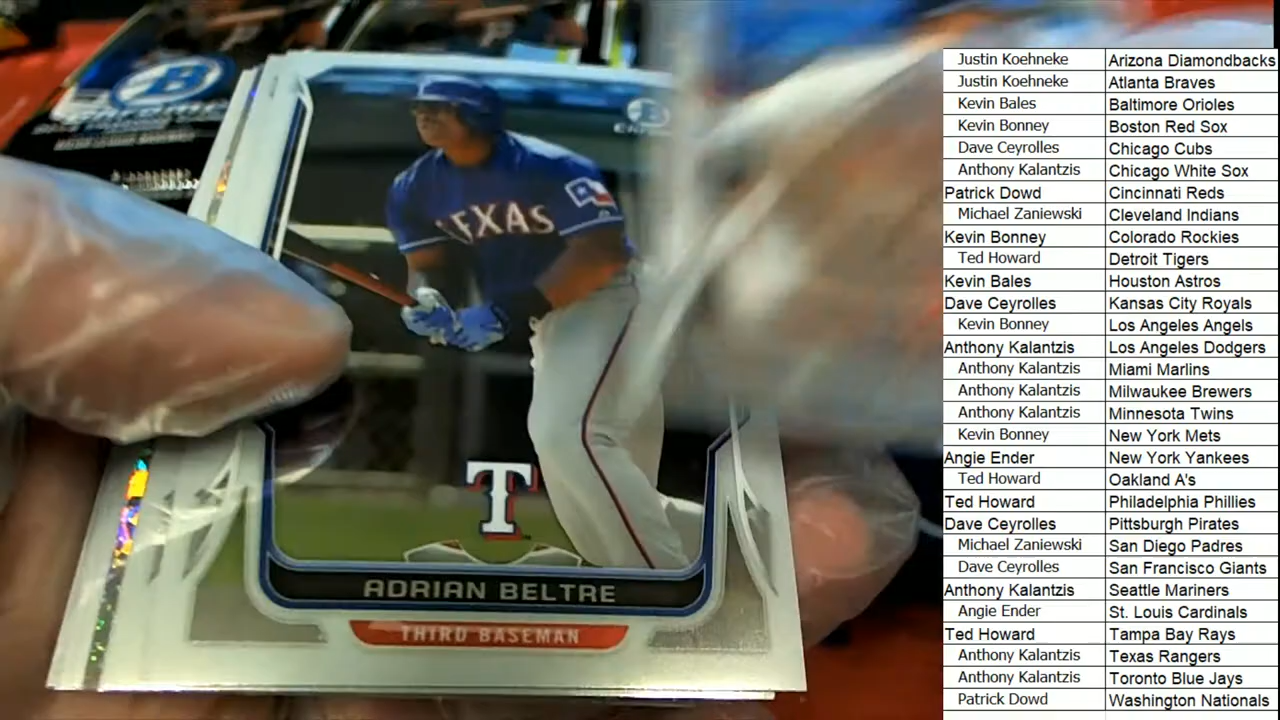 B
CHROME
TEXAS
T
ADRIAN BELTRE
THIRD BASEMAN
Justin Koehneke Arizona Diamondbacks
Justin Koehneke Atlanta Braves
Kevin Bales Baltimore Orioles
Kevin Bonney Boston Red Sox
Dave Ceyrolles Chicago Cubs
Anthony Kalantzis Chicago White Sox
Patrick Dowd Cincinnati Reds
Michael Zaniewski Cleveland Indians
Kevin Bonney Colorado Rockies
Ted Howard Detroit Tigers
Kevin Bales Houston Astros
Dave Ceyrolles Kansas City Royals
Kevin Bonney Los Angeles Angels
Anthony Kalantzis Los Angeles Dodgers
Anthony Kalantzis Miami Marlins
Anthony Kalantzis Milwaukee Brewers
Anthony Kalantzis Minnesota Twins
Kevin Bonney New York Mets
Angie Ender New York Yankees
Ted Howard Oakland A's
Ted Howard Philadelphia Phillies
Dave Ceyrolles Pittsburgh Pirates
Michael Zaniewski San Diego Padres
Dave Ceyrolles San Francisco Giants
Anthony Kalantzis Seattle Mariners
Angie Ender St. Louis Cardinals
Ted Howard Tampa Bay Rays
Anthony Kalantzis Texas Rangers
Anthony Kalantzis Toronto Blue Jays
Patrick Dowd Washington Nationals